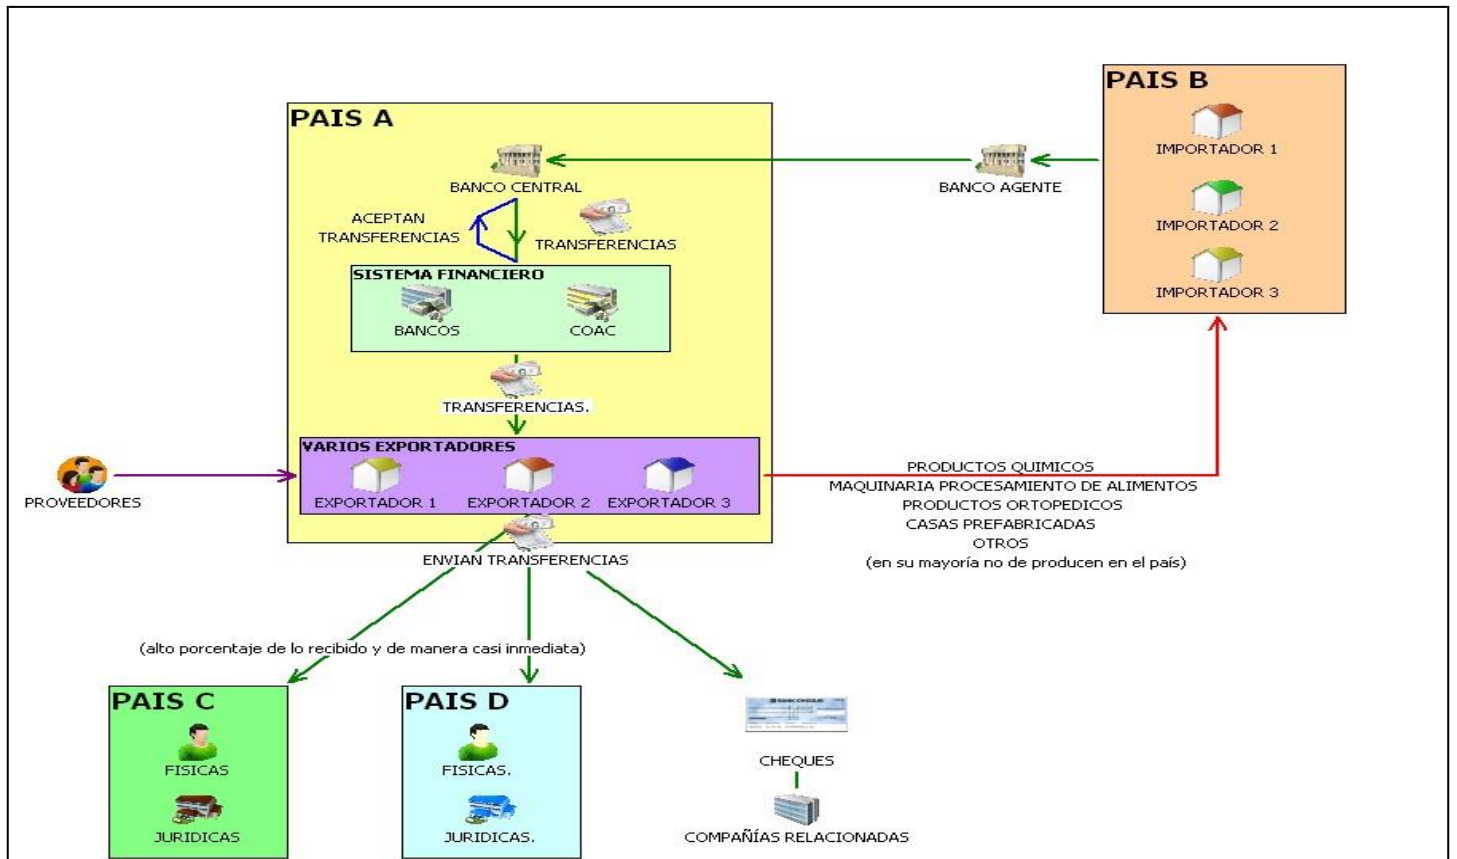 PAIS A
PAIS B
IMPORTADOR 1
IMPORTADOR 2
IMPORTADOR 3
BANCO CENTRAL
BANCO AGENTE
ACEPTAN
TRANSFERENCIAS
TRANSFERENCIAS
SISTEMA FINANCIERO
BANCOS
COAC
TRANSFERENCIAS.
VARIOS EXPORTADORES
EXPORTADOR 1
EXPORTADOR 2
EXPORTADOR 3
PROVEEDORES
PRODUCTOS QUIMICOS
MAQUINARIA PROCESAMIENTO DE ALIMENTOS
PRODUCTOS ORTOPEDICOS
CASAS PREFABRICADAS
OTROS
(en su mayoría no de producen en el país)
ENVIAN TRANSFERENCIAS
(alto porcentaje de lo recibido y de manera casi inmediata)
PAIS C
FISICAS
JURIDICAS
PAIS D
FISICAS.
JURIDICAS.
BANK CHEQUE
CHEQUES
COMPAÑÍAS RELACIONADAS